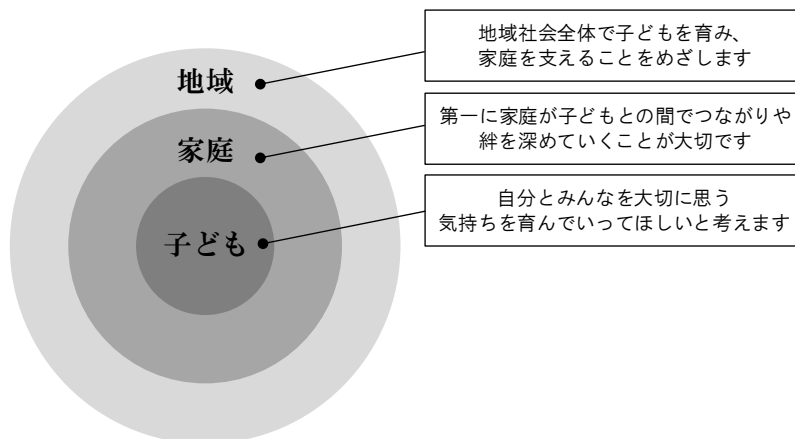 地域
地域社会全体で子どもを育み、
家庭を支えることをめざします
家庭
第一に家庭が子どもとの間でつながりや
絆を深めていくことが大切です
子ども
自分とみんなを大切に思う
気持ちを育んでいってほしいと考えます